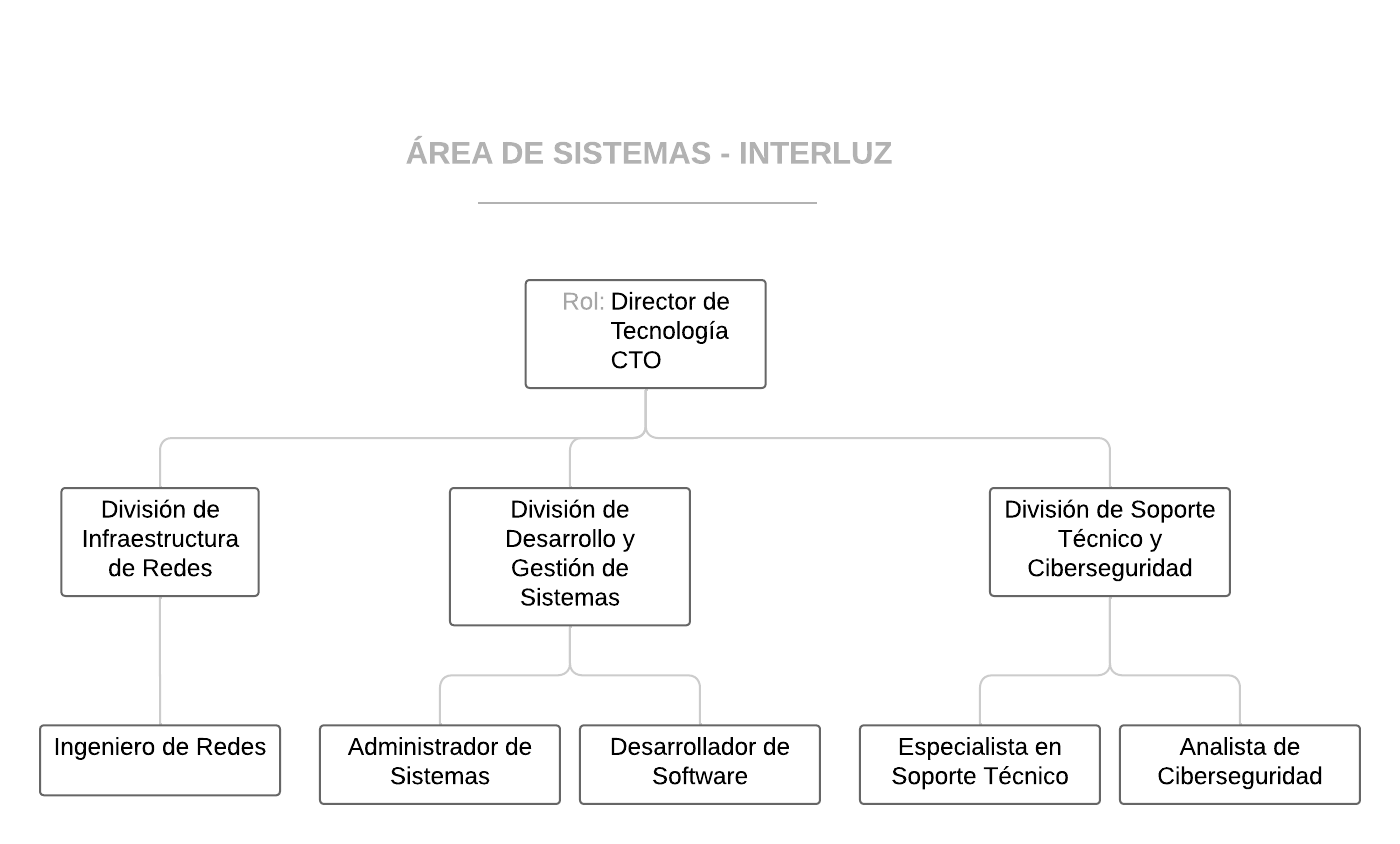 ÁREA DE SISTEMAS - INTERLUZ
Rol: Director de
Tecnología
CTO
División de
Infraestructura
de Redes
División de
Desarrollo y
Gestión de
Sistemas
División de Soporte
Técnico y
Ciberseguridad
Ingeniero de Redes
Administrador de
Sistemas
Desarrollador de
Software
Especialista en
Soporte Técnico
Analista de
Ciberseguridad